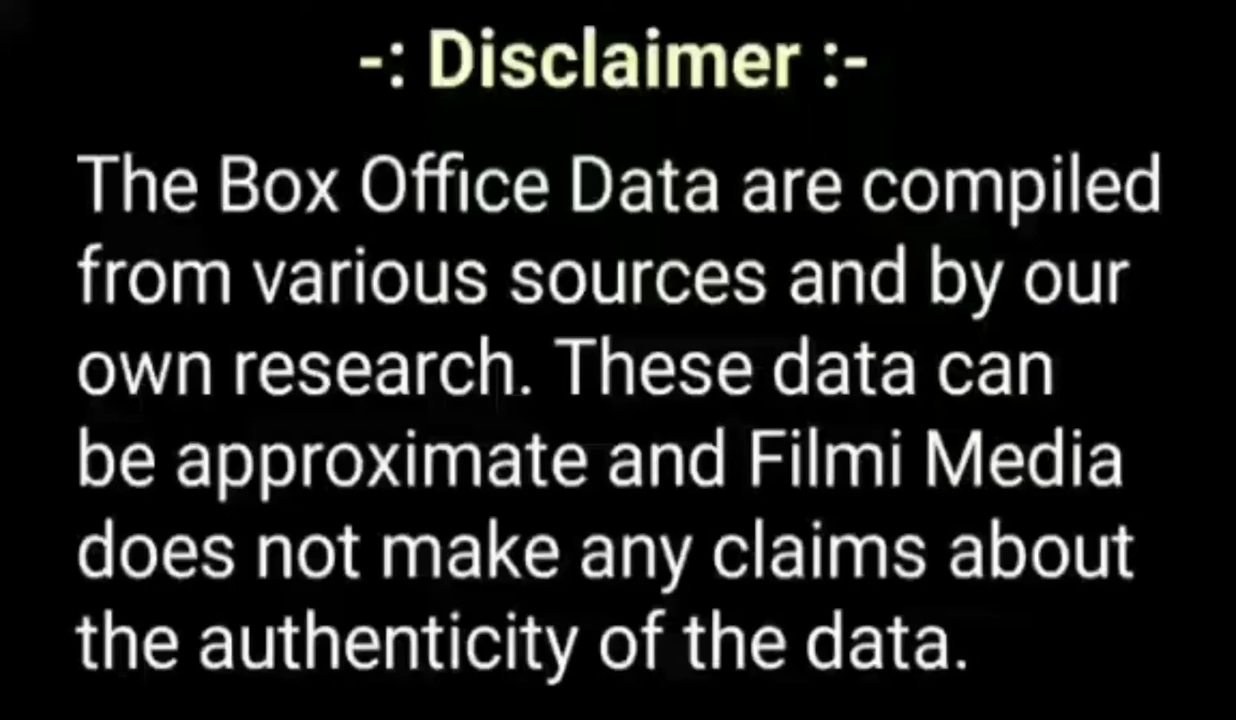 -: Disclaimer :-
The Box Office Data are compiled
from various sources and by our
own research. These data can
be approximate and Filmi Media
does not make any claims about
the authenticity of the data.